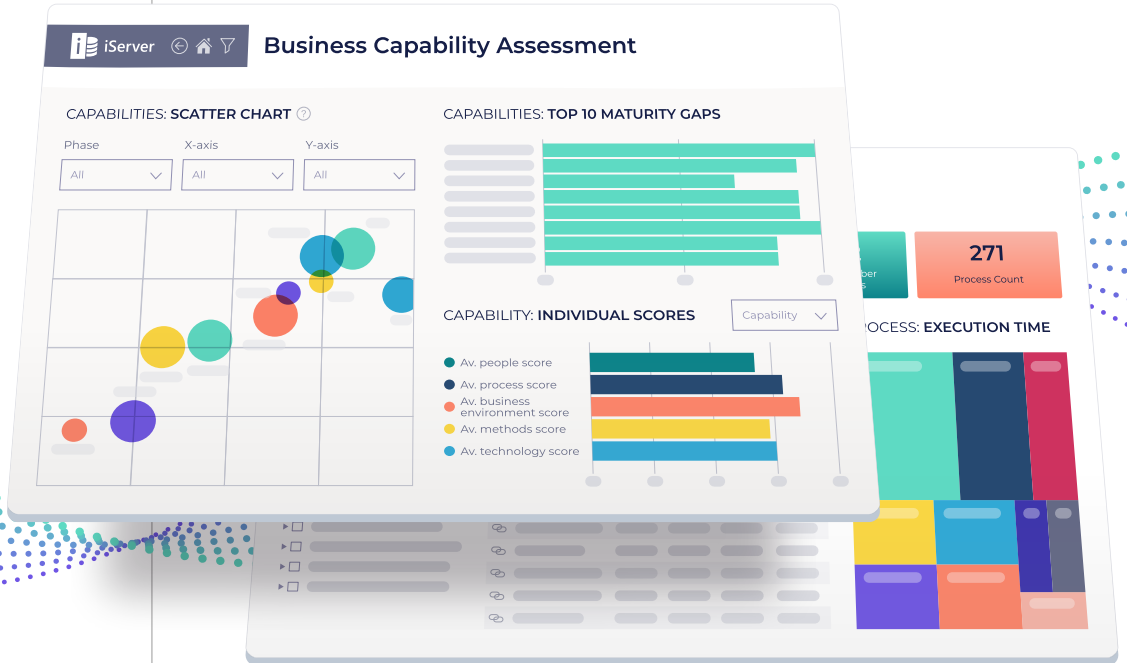 iServer
Business Capability Assessment
CAPABILITIES: SCATTER CHART ?
Phase
X-axis
Y-axis
All
All
All
CAPABILITIES: TOP 10 MATURITY GAPS
CAPABILITY: INDIVIDUAL SCORES
Capability
Av. people score
Av. process score
Av. business
environment score
Av. methods score
Av. technology score
271
Process Count
OCESS: EXECUTION TIME